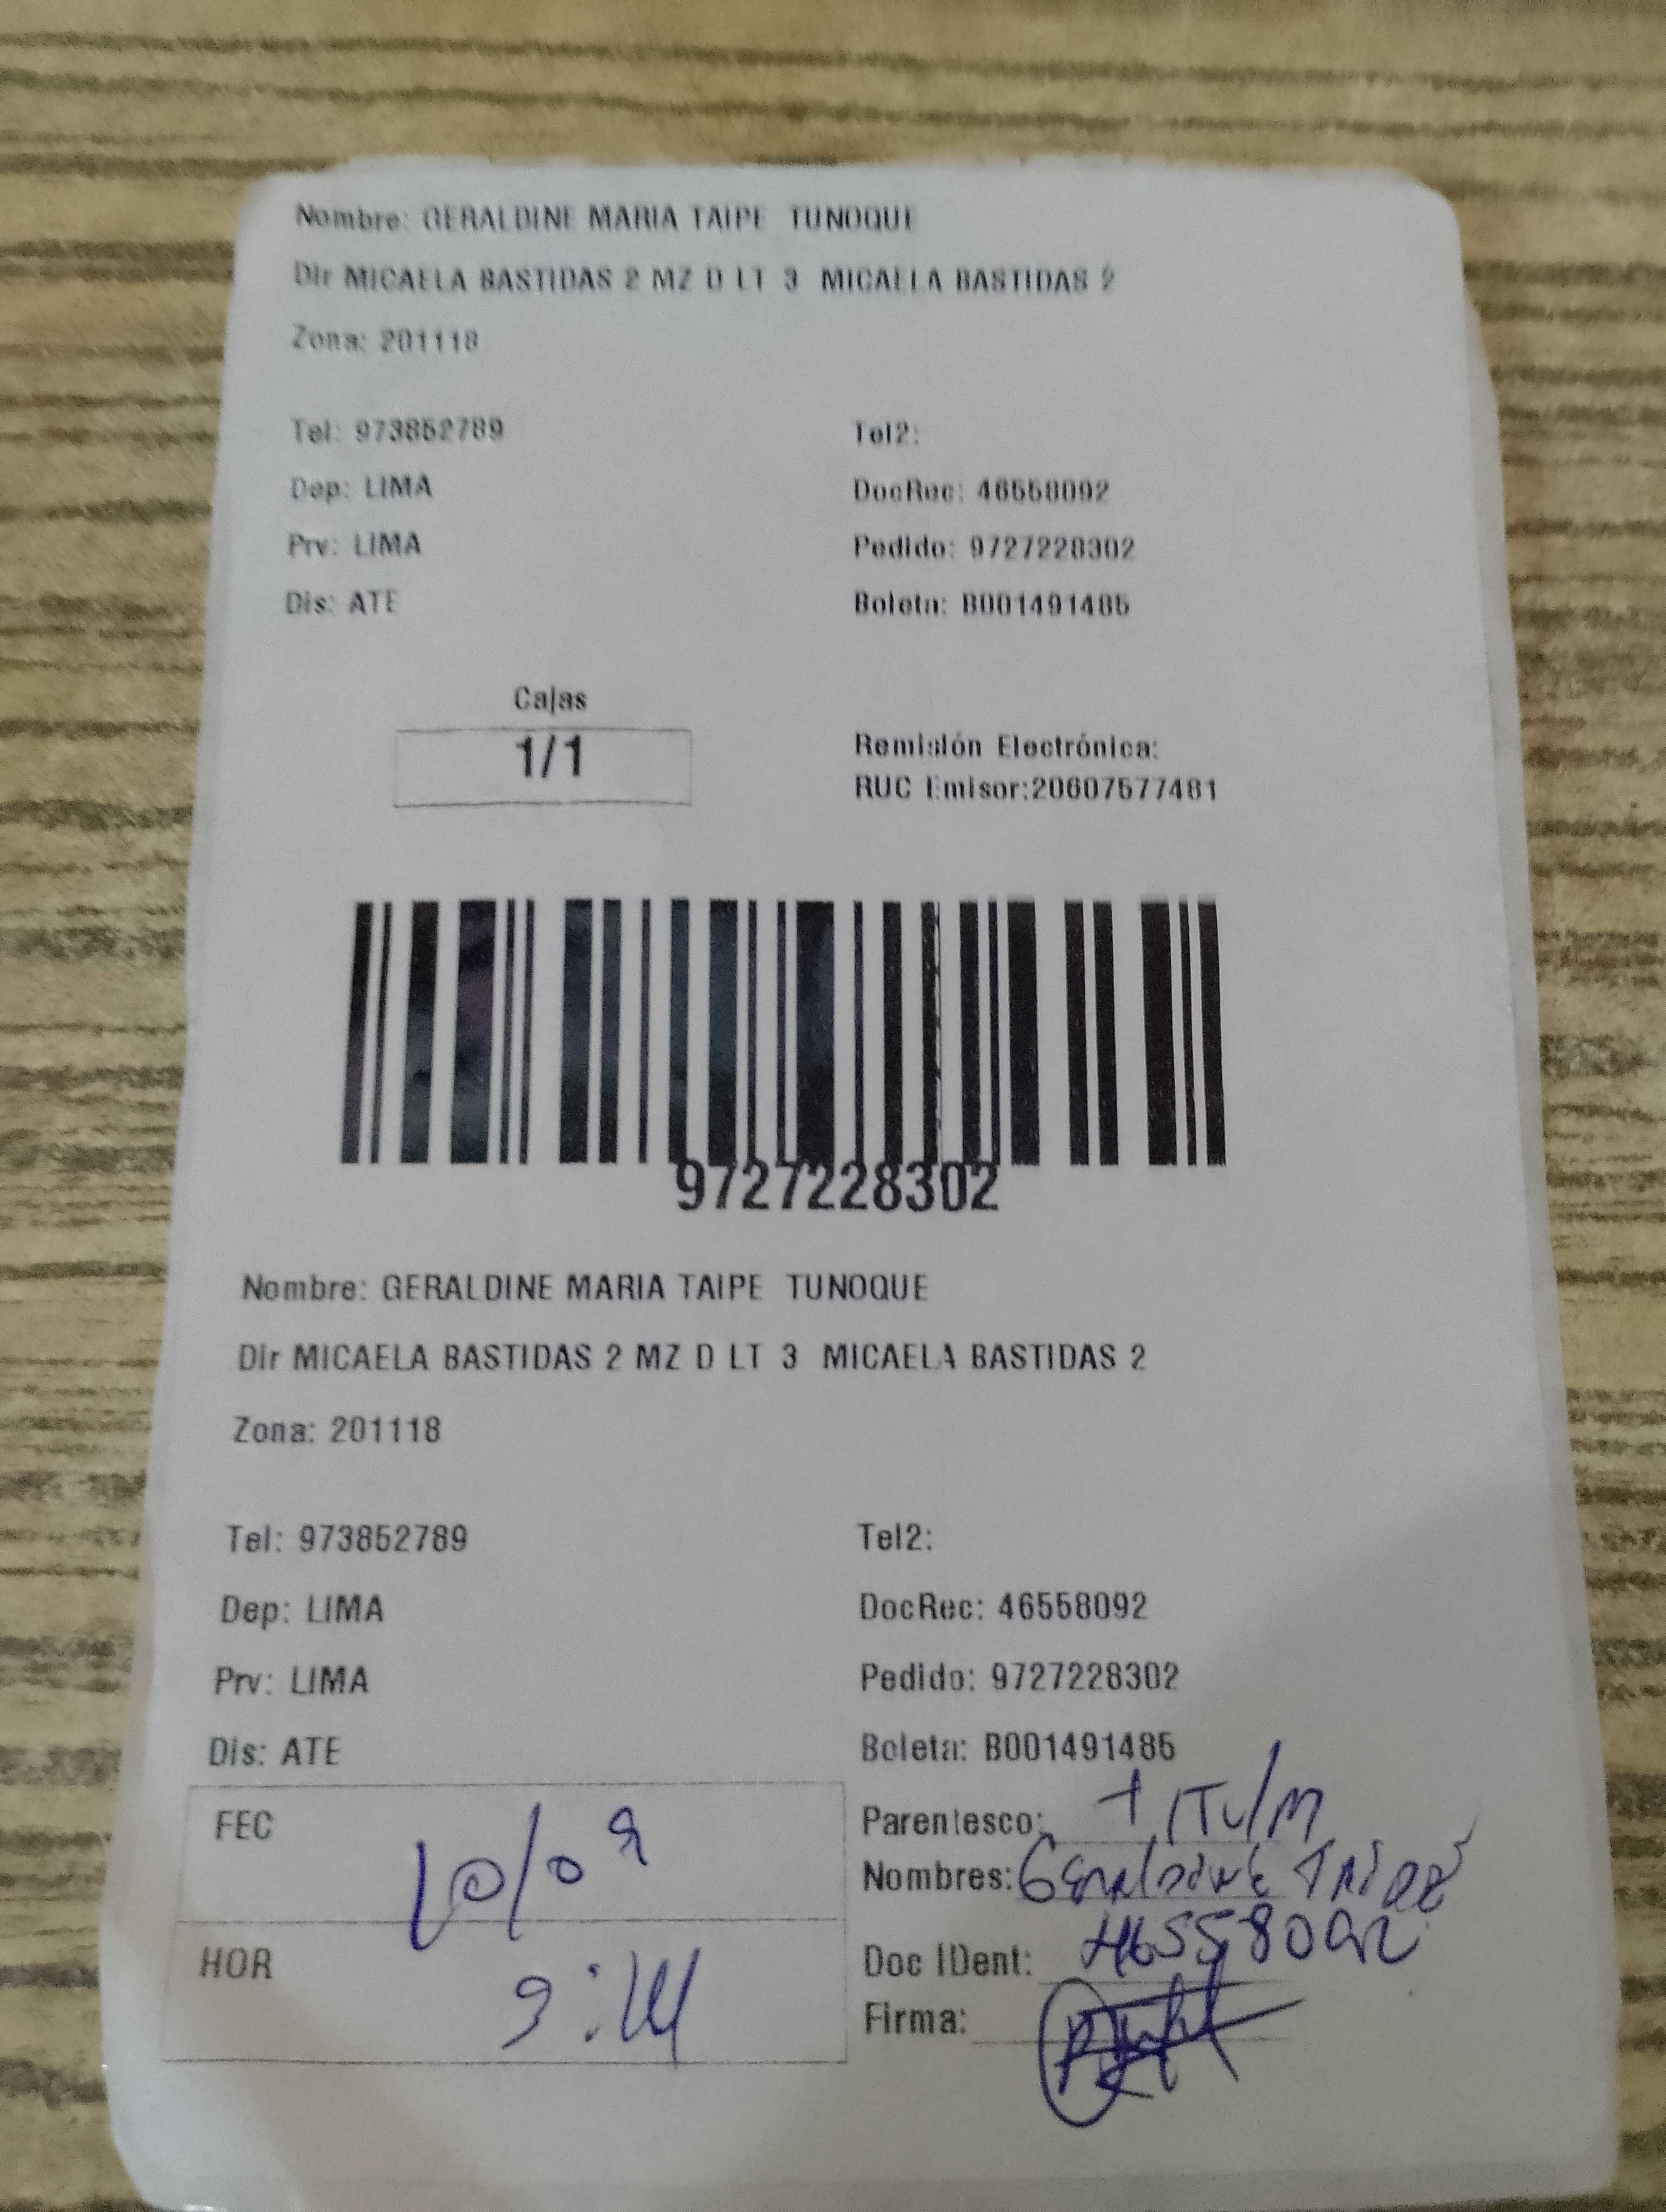 Nombre: GERALDINE MARIA TAIPE TUNOQUE
Dir MICAELA BASTIDAS 2 MZ D LT 3 MICAELA BASTIDAS 2
Zona: 201118
Tel: 973852789 Tel2:
Dep: LIMA DocRec: 46558092
Prv: LIMA Pedido: 9727228302
Dis: ATE Boleta: B001491485
Cajas
1/1
Remisión Electrónica:
RUC Emisor:20607577481
9727228302
Nombre: GERALDINE MARIA TAIPE TUNOQUE
Dir MICAELA BASTIDAS 2 MZ D LT 3 MICAELA BASTIDAS 2
Zona: 201118
Tel: 973852789 Tel2:
Dep: LIMA DocRec: 46558092
Prv: LIMA Pedido: 9727228302
Dis: ATE Boleta: B001491485
FEC
Parentesco:
Nombres: Geraldine Taipe
HOR
Doc IDent: 46558092
Firma: